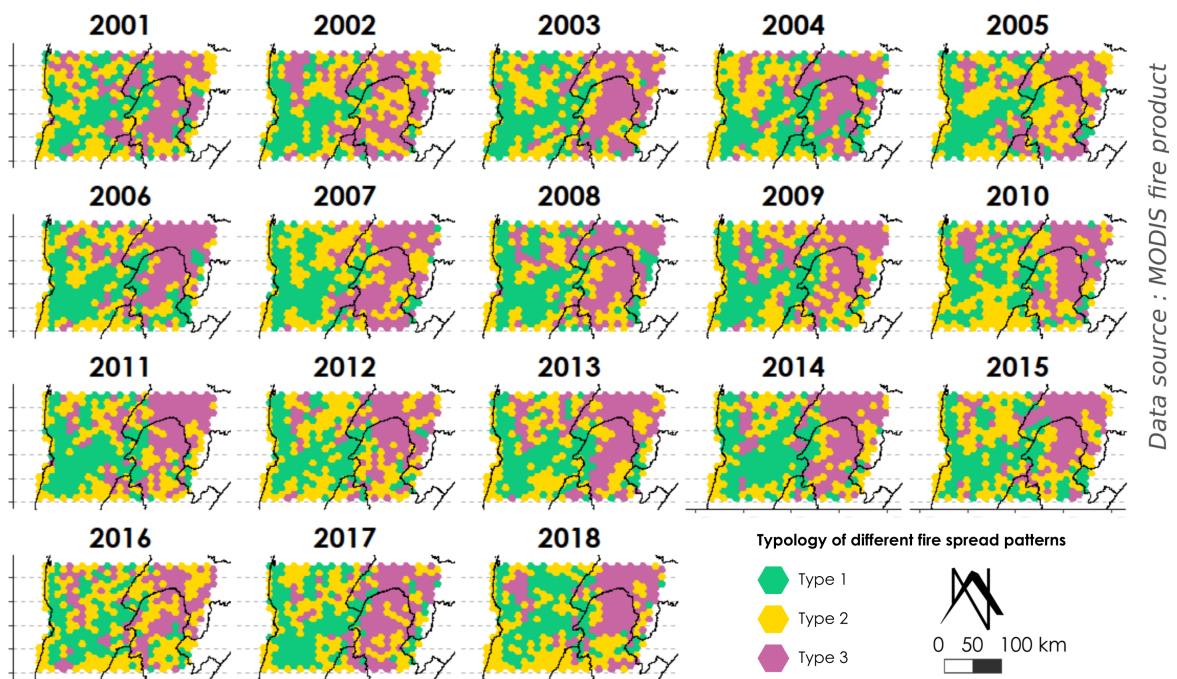 2001 2002 2003 2004 2005
2006 2007 2008 2009 2010
2011 2012 2013 2014 2015
2016 2017 2018
Typology of different fire spread patterns
Type 1
Type 2
Type 3
0 50 100 km
Data source : MODIS fire product